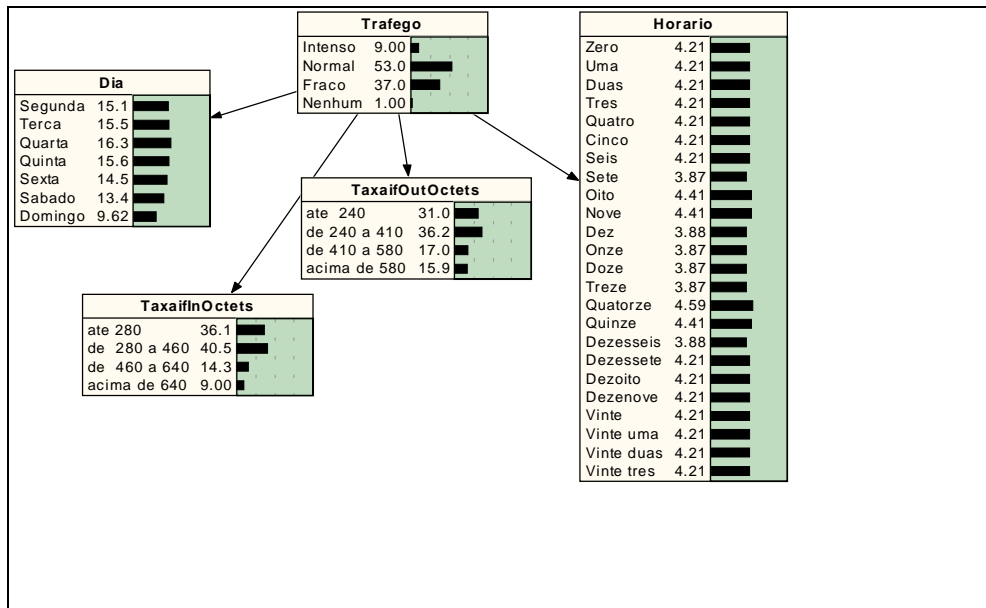 Trafego
Intenso 9.00
Normal 53.0
Fraco 37.0
Nenhum 1.00
Dia
Segunda 15.1
Terca 15.5
Quarta 16.3
Quinta 15.6
Sexta 14.5
Sabado 13.4
Domingo 9.62
TaxaifOutOctets
ate 240 31.0
de 240 a 410 36.2
de 410 a 580 17.0
acima de 580 15.9
TaxaifInOctets
ate 280 36.1
de 280 a 460 40.5
de 460 a 640 14.3
acima de 640 9.00
Horario
Zero 4.21
Uma 4.21
Duas 4.21
Tres 4.21
Quatro 4.21
Cinco 4.21
Seis 4.21
Sete 3.87
Oito 4.41
Nove 4.41
Dez 3.88
Onze 3.87
Doze 3.87
Treze 3.87
Quatorze 4.59
Quinze 4.41
Dezesseis 3.88
Dezessete 4.21
Dezoito 4.21
Dezenove 4.21
Vinte 4.21
Vinte uma 4.21
Vinte duas 4.21
Vinte tres 4.21